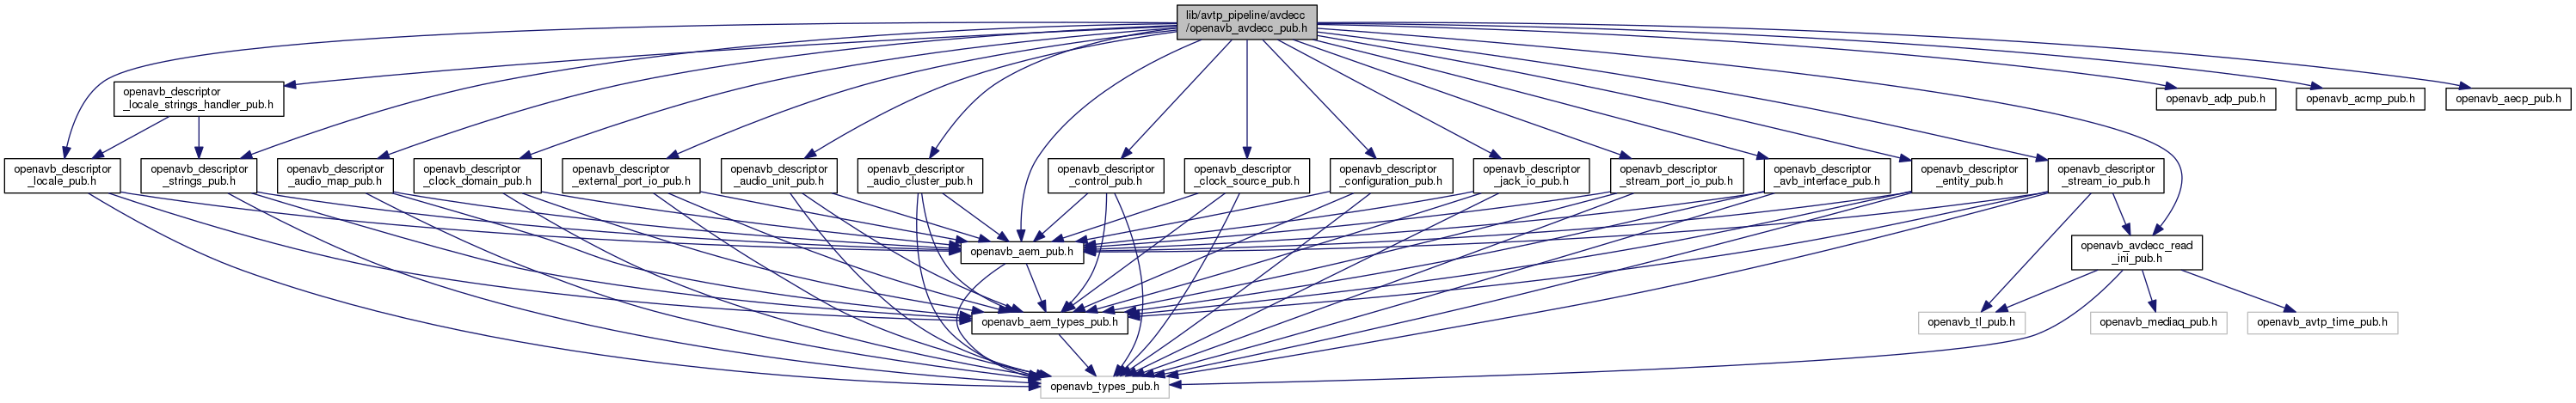 lib/avtp_pipeline/avdecc
/openavb_avdecc_pub.h
openavb_descriptor
_locale_strings_handler_pub.h
openavb_adp_pub.h
openavb_acmp_pub.h
openavb_aecp_pub.h
openavb_descriptor
_locale_pub.h
openavb_descriptor
_strings_pub.h
openavb_descriptor
_audio_map_pub.h
openavb_descriptor
_clock_domain_pub.h
openavb_descriptor
_external_port_io_pub.h
openavb_descriptor
_audio_unit_pub.h
openavb_descriptor
_audio_cluster_pub.h
openavb_descriptor
_control_pub.h
openavb_descriptor
_clock_source_pub.h
openavb_descriptor
_configuration_pub.h
openavb_descriptor
_jack_io_pub.h
openavb_descriptor
_stream_port_io_pub.h
openavb_descriptor
_avb_interface_pub.h
openavb_descriptor
_entity_pub.h
openavb_descriptor
_stream_io_pub.h
openavb_aem_pub.h
openavb_avdecc_read
_ini_pub.h
openavb_aem_types_pub.h
openavb_tl_pub.h
openavb_mediaq_pub.h
openavb_avtp_time_pub.h
openavb_types_pub.h